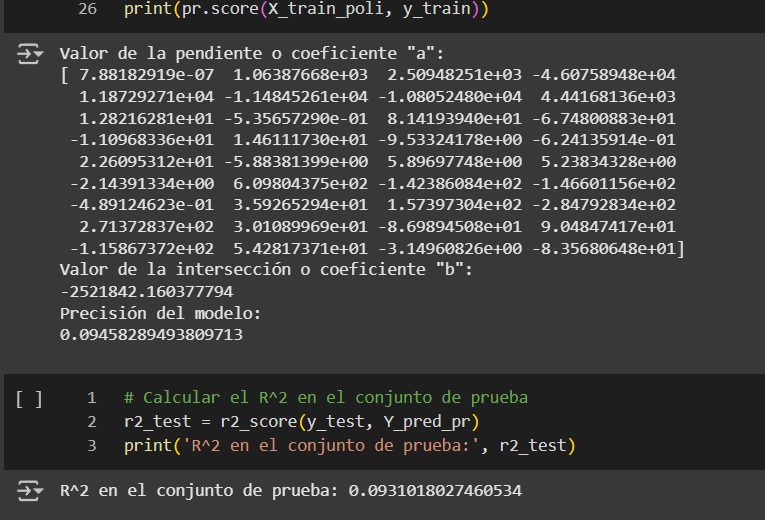 26 print(pr.score(X_train_poli, y_train))
Valor de la pendiente o coeficiente "a":
[ 7.88182919e-07 1.06387668e+03 2.50948251e+03 -4.60758948e+04
1.18729271e+04 -1.14845261e+04 -1.08052480e+04 4.44168136e+03
1.28216281e+01 -5.35657290e-01 8.14193940e+01 -6.74800883e+01
-1.10968336e+01 1.46111730e+01 -9.53324178e+00 -6.24135914e-01
2.26095312e+01 -5.88381399e+00 5.89697748e+00 5.23834328e+00
-2.14391334e+00 6.09804375e+02 -1.42386084e+02 -1.46601156e+02
-4.89124623e-01 3.59265294e+01 1.57397304e+02 -2.84792834e+02
2.71372837e+02 3.01089969e+01 -8.69894508e+01 9.04847417e+01
-1.15867372e+02 5.42817371e+01 -3.14960826e+00 -8.35680648e+01]
Valor de la intersección o coeficiente "b":
-2521842.160377794
Precisión del modelo:
0.09458289493809713
[ ] 1 # Calcular el R^2 en el conjunto de prueba
2 r2_test = r2_score(y_test, Y_pred_pr)
3 print('R^2 en el conjunto de prueba:', r2_test)
R^2 en el conjunto de prueba: 0.0931018027460534